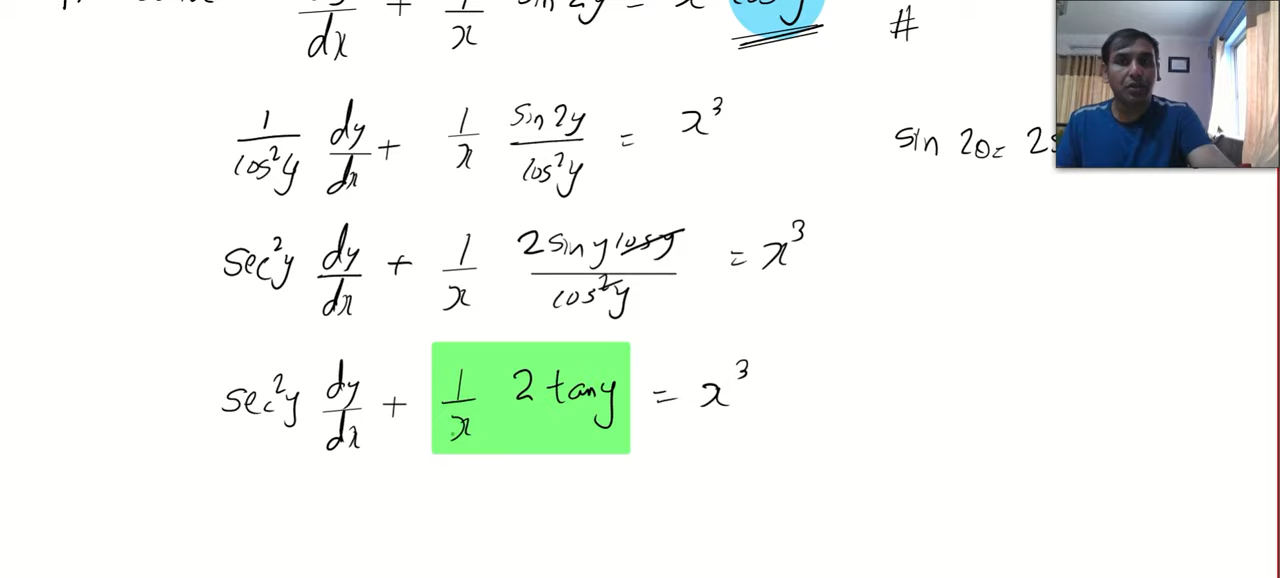 dy/dx + 1/x sin 2y = x³ cos²y #
1/cos²y dy/dx + 1/x sin 2y/cos²y = x³
sin 2θ = 2s
sec²y dy/dx + 1/x 2 sin y cos y/cos²y = x³
sec²y dy/dx + 1/x 2 tan y = x³